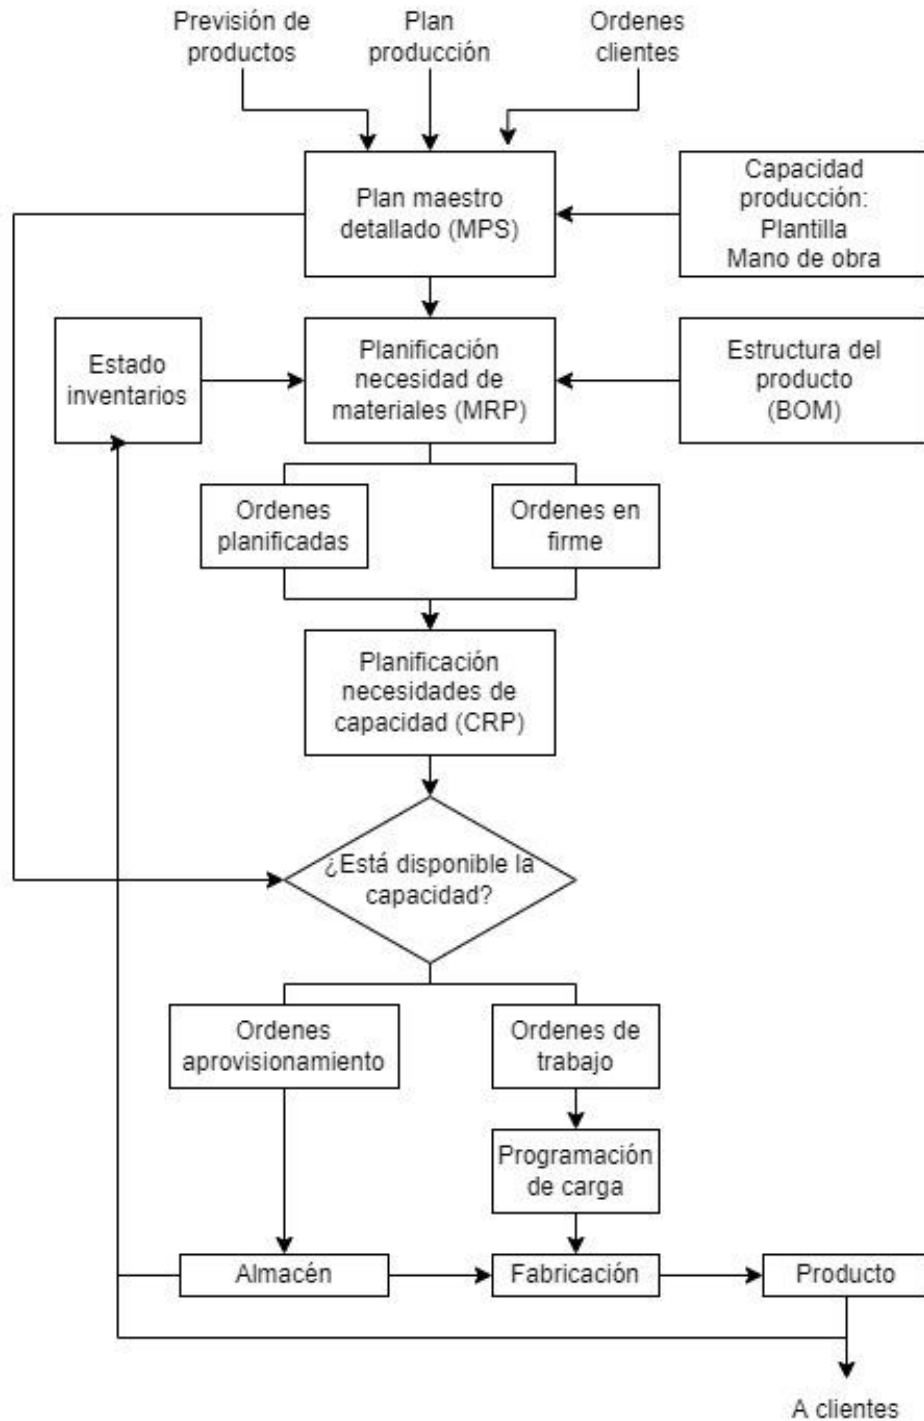 Previsión de
productos
Plan
producción
Ordenes
clientes
Plan maestro
detallado (MPS)
Capacidad
producción:
Plantilla
Mano de obra
Estado
inventarios
Planificación
necesidad de
materiales (MRP)
Estructura del
producto
(BOM)
Ordenes
planificadas
Ordenes en
firme
Planificación
necesidades de
capacidad (CRP)
¿Está disponible la
capacidad?
Ordenes
aprovisionamiento
Ordenes de
trabajo
Programación
de carga
Almacén
Fabricación
Producto
A clientes